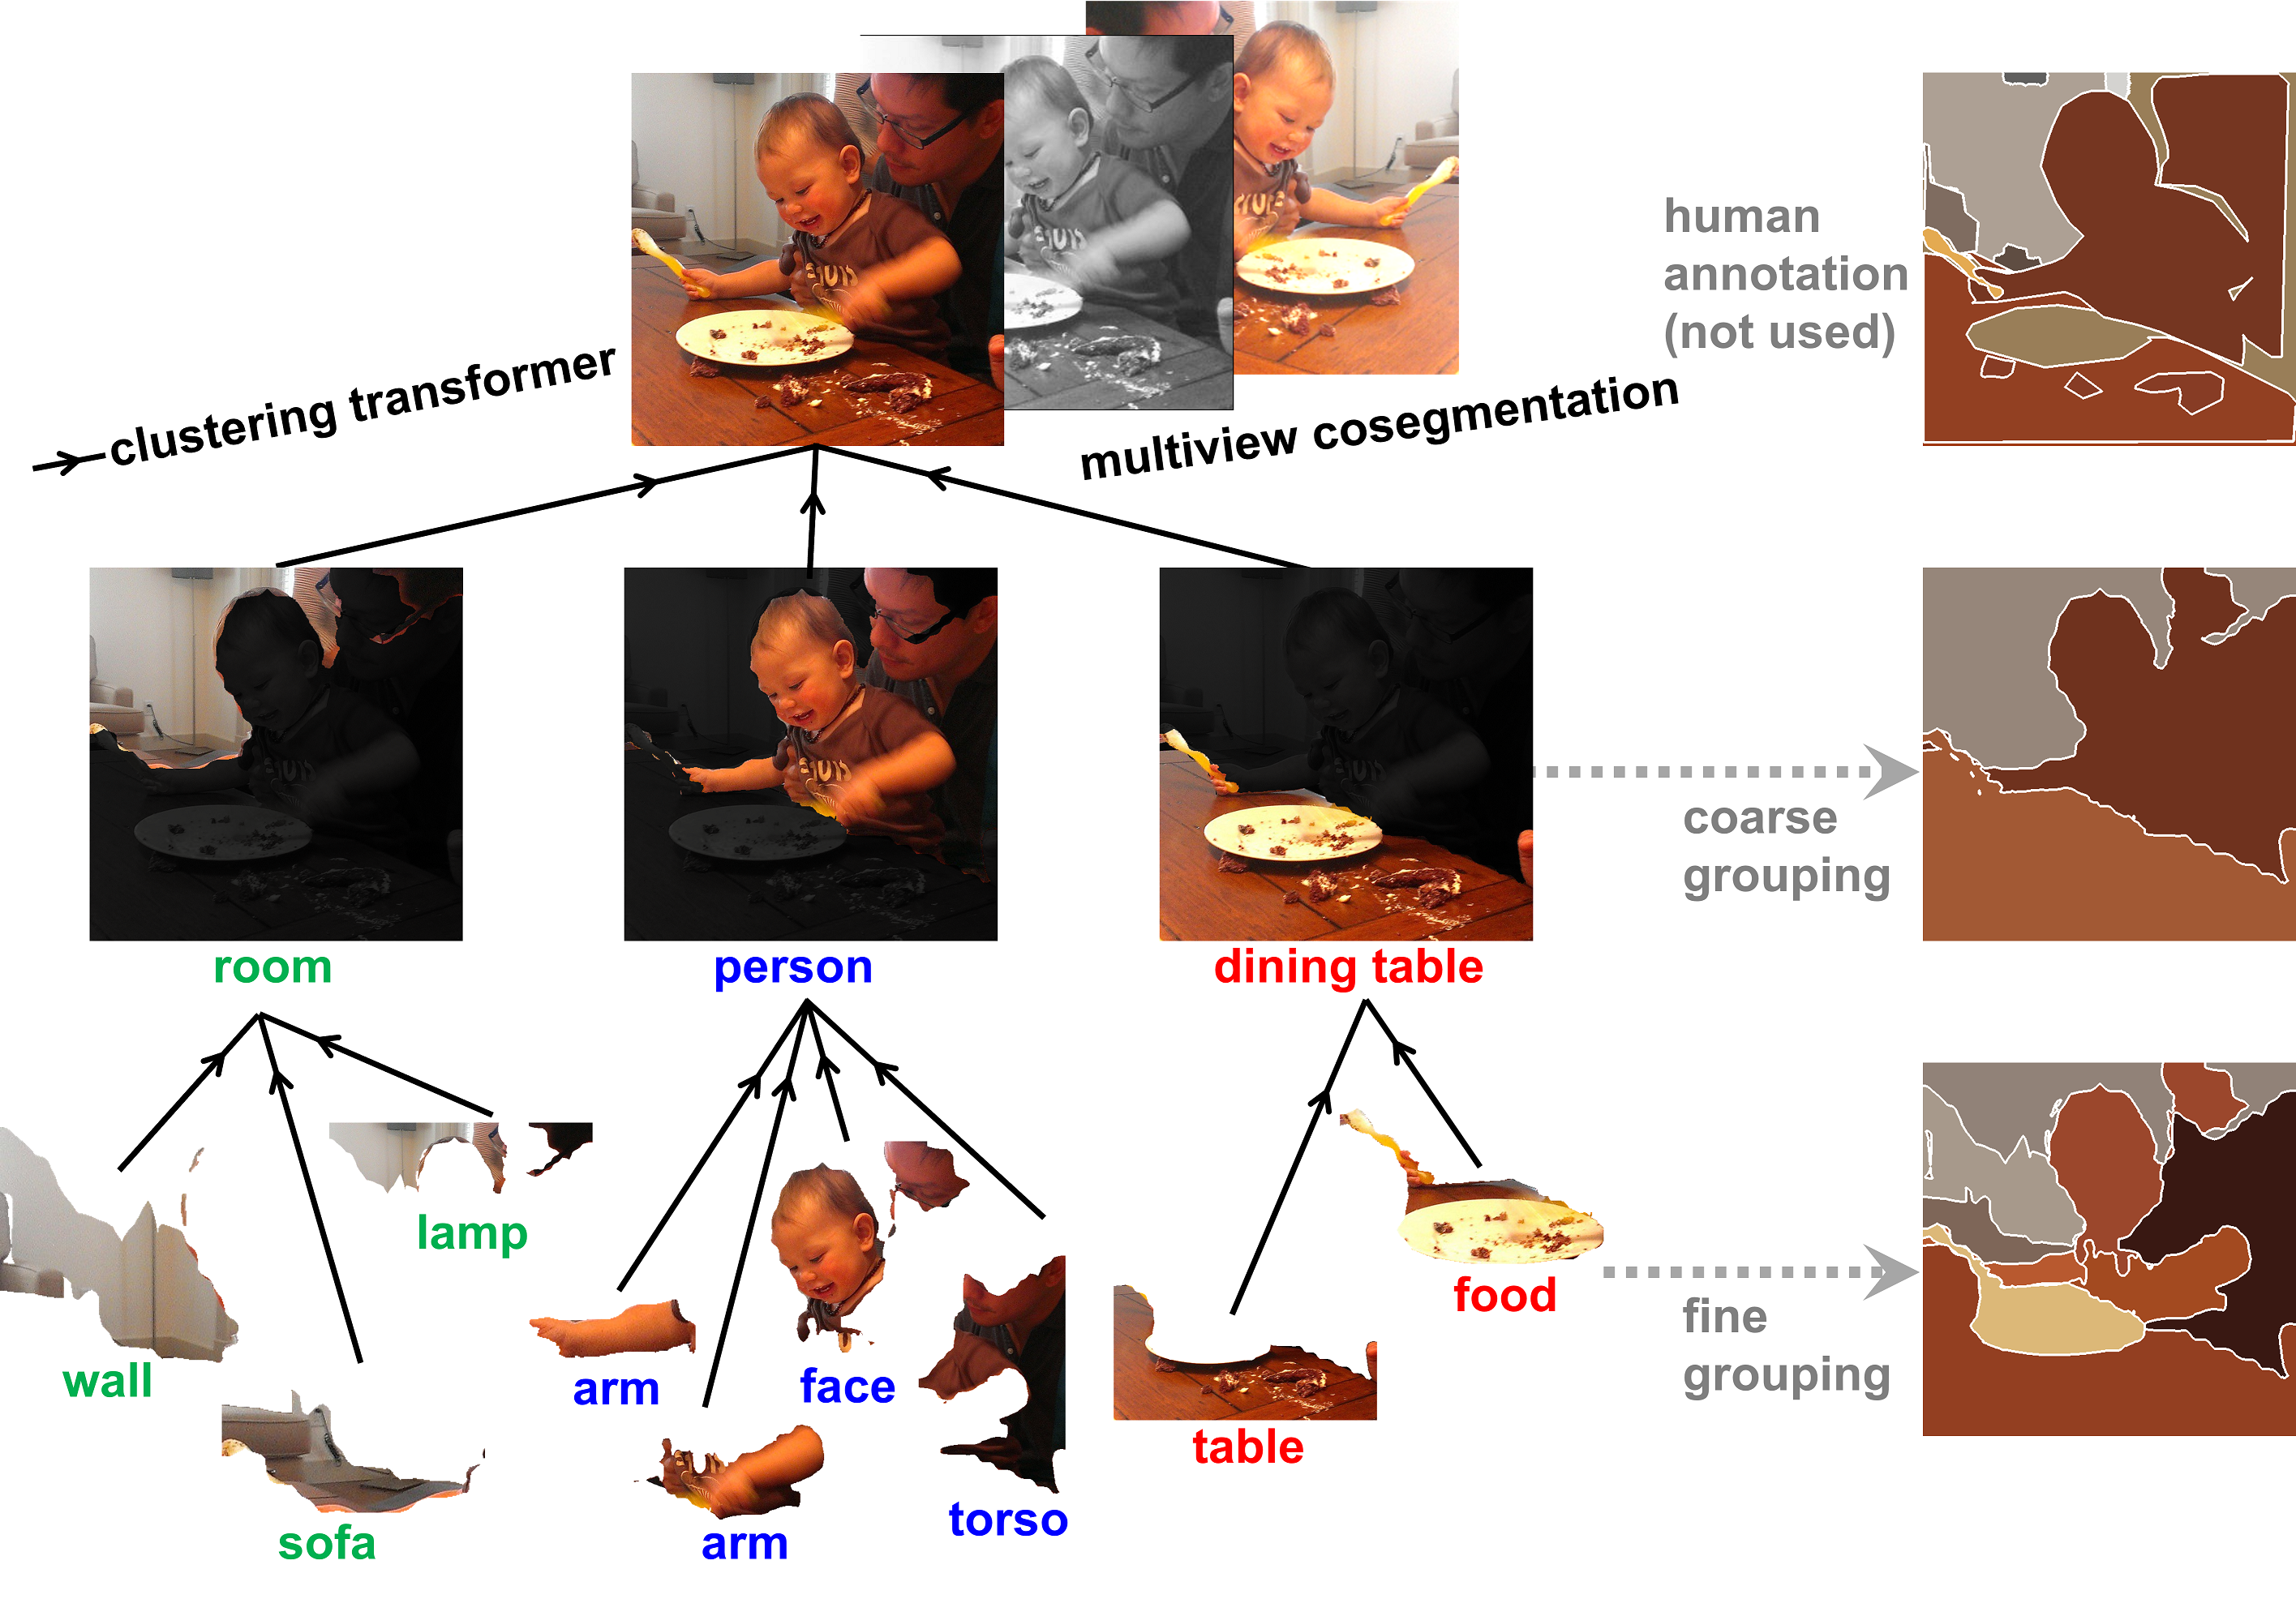 human
annotation
(not used)
clustering transformer
multiview cosegmentation
coarse
grouping
room
person
dining table
lamp
food
fine
grouping
wall
arm
face
table
sofa
arm
torso